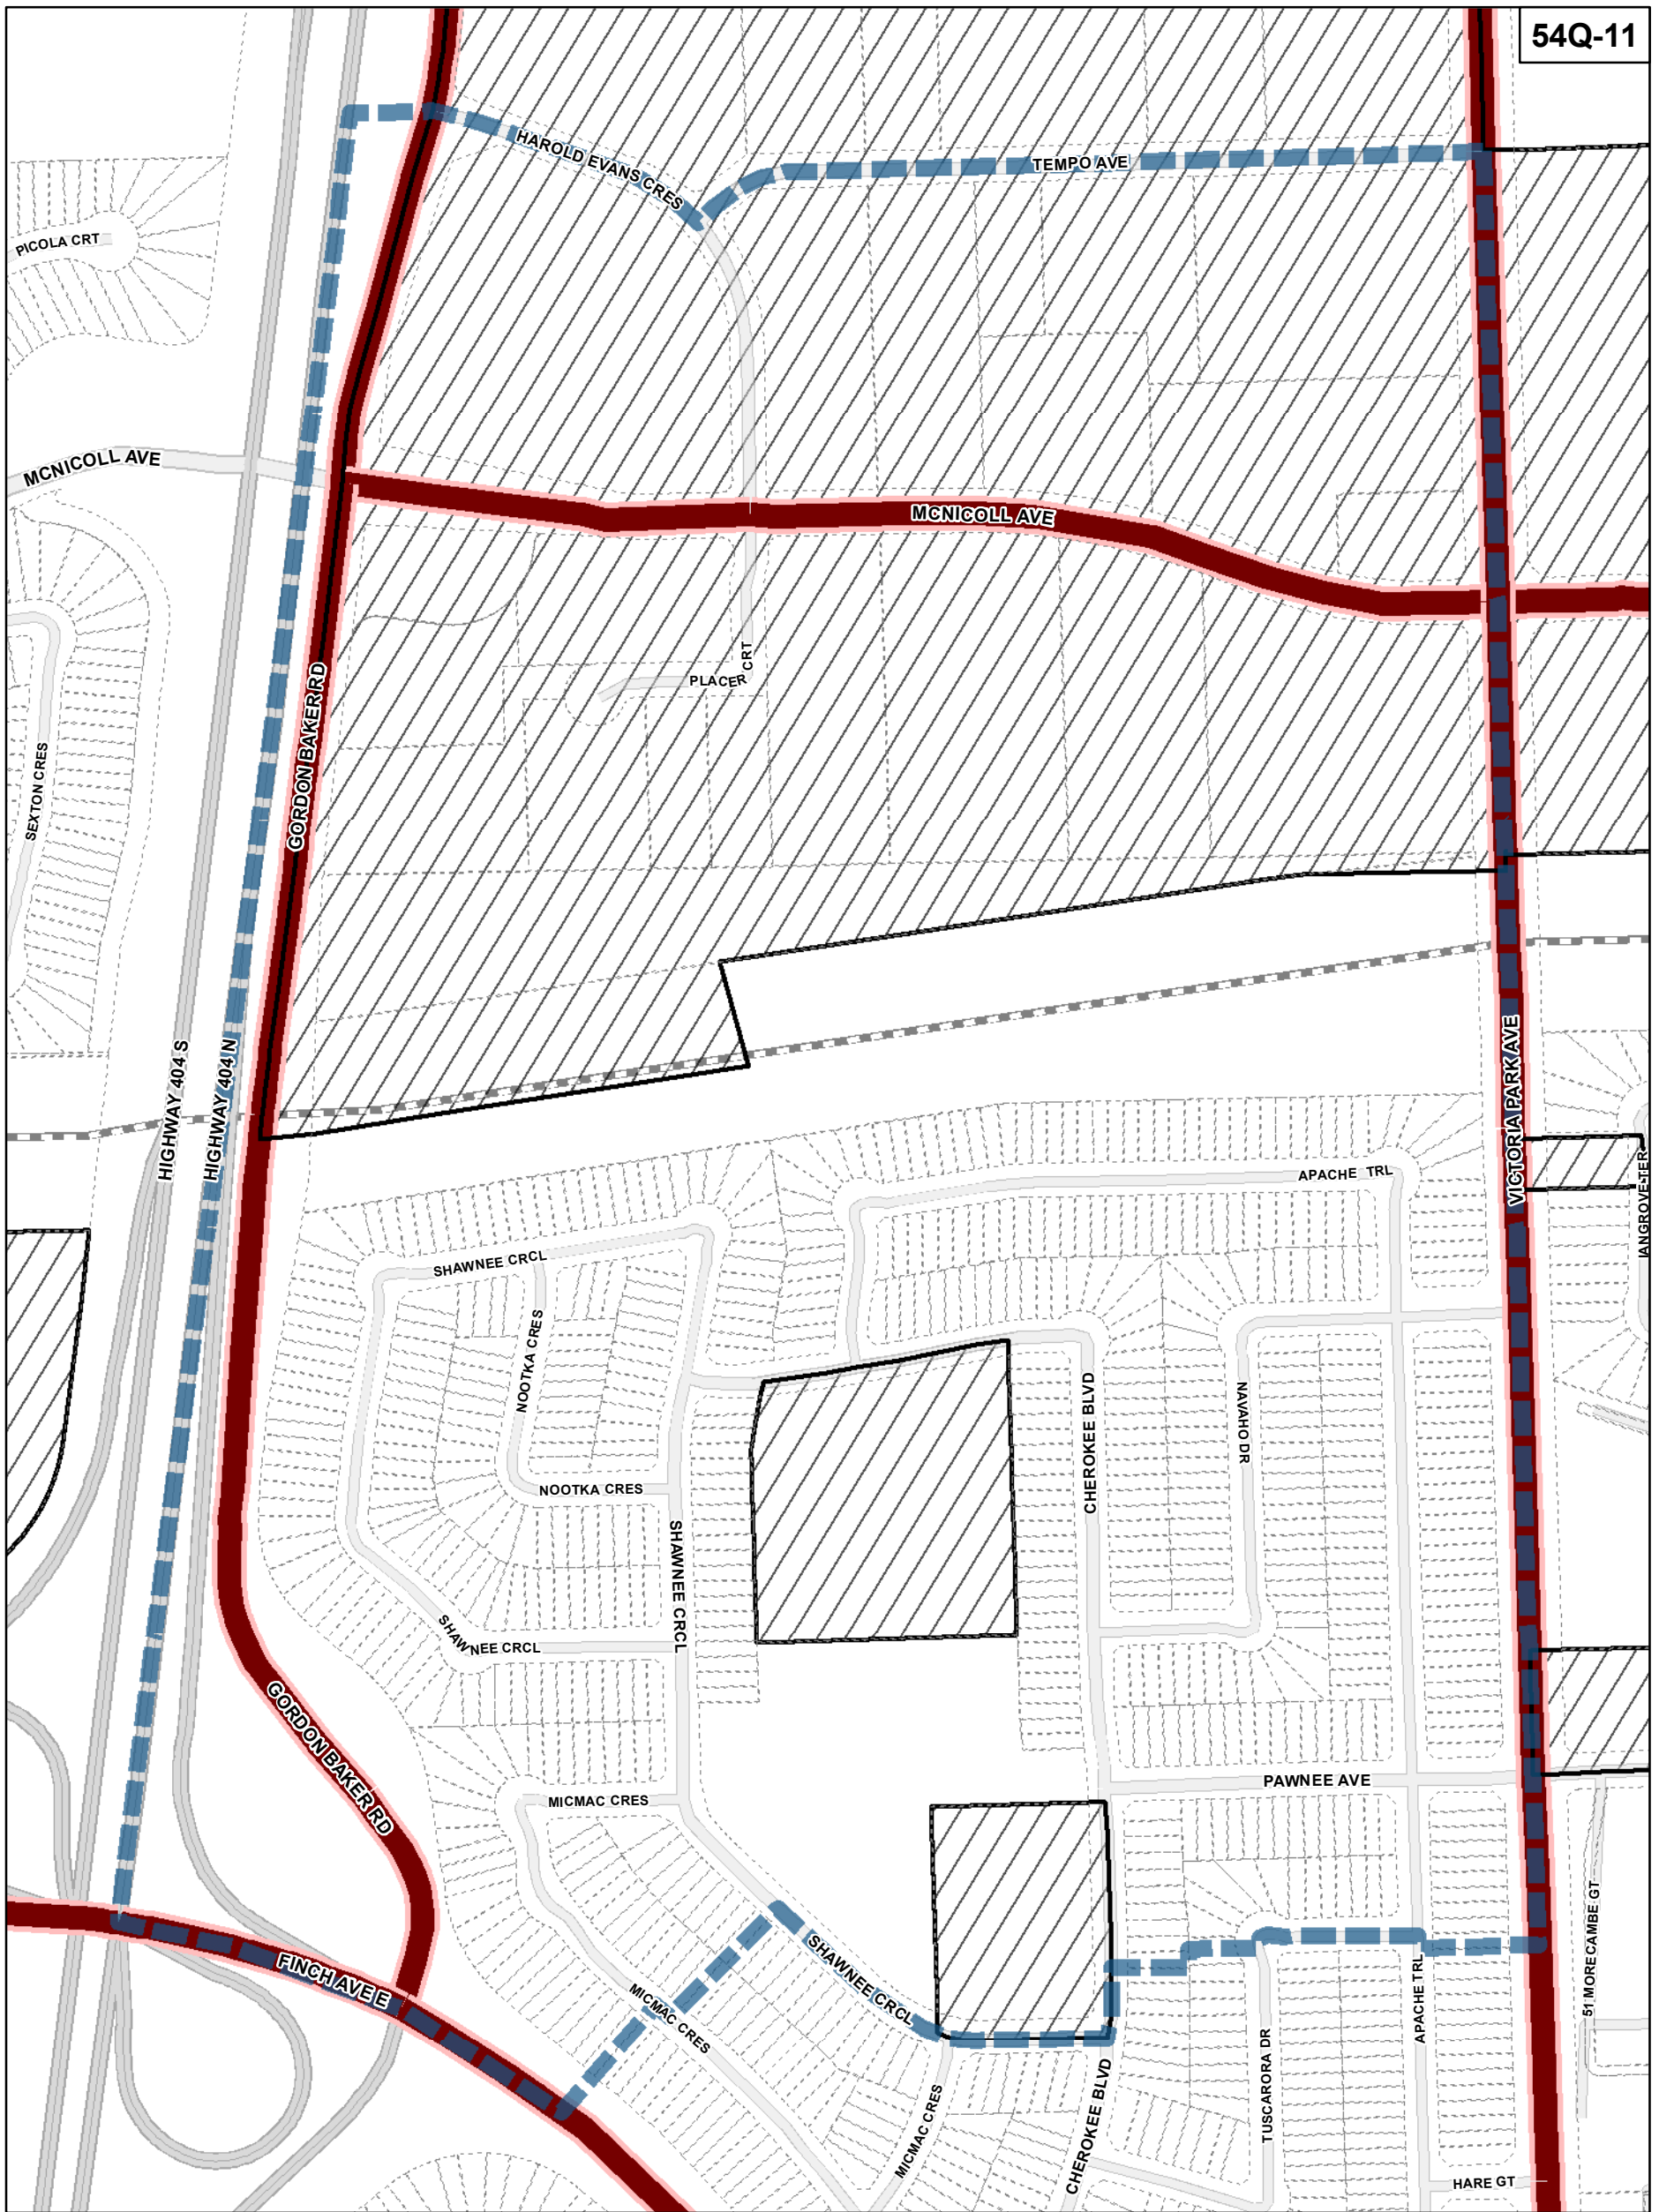 54Q-11
HAROLD EVANS CRES
TEMPO AVE
PICOLA CRT
MCNICOLL AVE
MCNICOLL AVE
PLACER CRT
GORDON BAKER RD
SEXTON CRES
HIGHWAY 404 S
HIGHWAY 404 N
VICTORIA PARK AVE
APACHE TRL
IANGROVE TER
SHAWNEE CRCL
NOOTKA CRES
CHEROKEE BLVD
NAVAHO DR
NOOTKA CRES
SHAWNEE CRCL
SHAWNEE CRCL
GORDON BAKER RD
PAWNEE AVE
MICMAC CRES
51 MORECAMBE GT
SHAWNEE CRCL
FINCH AVE E
MICMAC CRES
APACHE TRL
TUSCARORA DR
MICMAC CRES
CHEROKEE BLVD
HARE GT